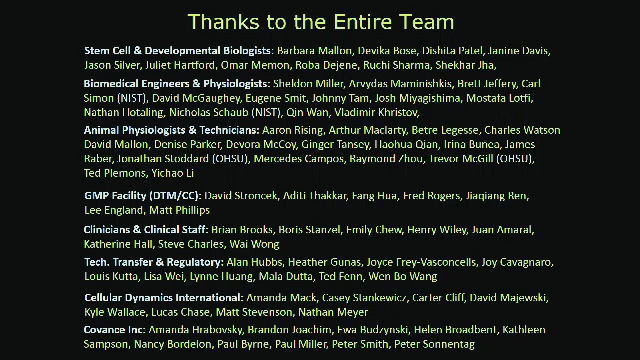 Thanks to the Entire Team
Stem Cell & Developmental Biologists: Barbara Mallon, Devika Bose, Dishita Patel, Janine Davis,
Jason Silver, Juliet Hartford, Omar Memon, Roba Dejene, Ruchi Sharma, Shekhar Jha,
Biomedical Engineers & Physiologists: Sheldon Miller, Arvydas Maminishkis, Brett Jeffery, Carl
Simon (NIST), David McGaughey, Eugene Smit, Johnny Tam, Josh Miyagishima, Mostafa Lotfi,
Nathan Hotaling, Nicholas Schaub (NIST), Qin Wan, Vladimir Khristov,
Animal Physiologists & Technicians: Aaron Rising, Arthur Maclarty, Betre Legesse, Charles Watson
David Mallon, Denise Parker, Devora McCoy, Ginger Tansey, Haohua Qian, Irina Bunea, James
Raber, Jonathan Stoddard (OHSU), Mercedes Campos, Raymond Zhou, Trevor McGill (OHSU),
Ted Plemons, Yichao Li
GMP Facility (DTM/CC): David Stroncek, Aditi Thakkar, Fang Hua, Fred Rogers, Jiaqiang Ren,
Lee England, Matt Phillips
Clinicians & Clinical Staff: Brian Brooks, Boris Stanzel, Emily Chew, Henry Wiley, Juan Amaral,
Katherine Hall, Steve Charles, Wai Wong
Tech. Transfer & Regulatory: Alan Hubbs, Heather Gunas, Joyce Frey-Vasconcells, Joy Cavagnaro,
Louis Kutta, Lisa Wei, Lynne Huang, Mala Dutta, Ted Fenn, Wen Bo Wang
Cellular Dynamics International: Amanda Mack, Casey Stankewicz, Carter Cliff, David Majewski,
Kyle Wallace, Lucas Chase, Matt Stevenson, Nathan Meyer
Covance Inc: Amanda Hrabovsky, Brandon Joachim, Ewa Budzynski, Helen Broadbent, Kathleen
Sampson, Nancy Bordelon, Paul Byrne, Paul Miller, Peter Smith, Peter Sonnentag